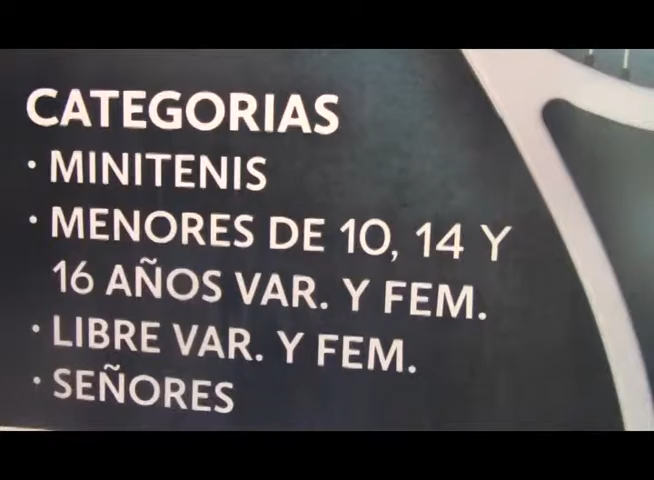 CATEGORIAS
· MINITENIS
· MENORES DE 10, 14 Y
16 AÑOS VAR. Y FEM.
· LIBRE VAR. Y FEM.
· SEÑORES